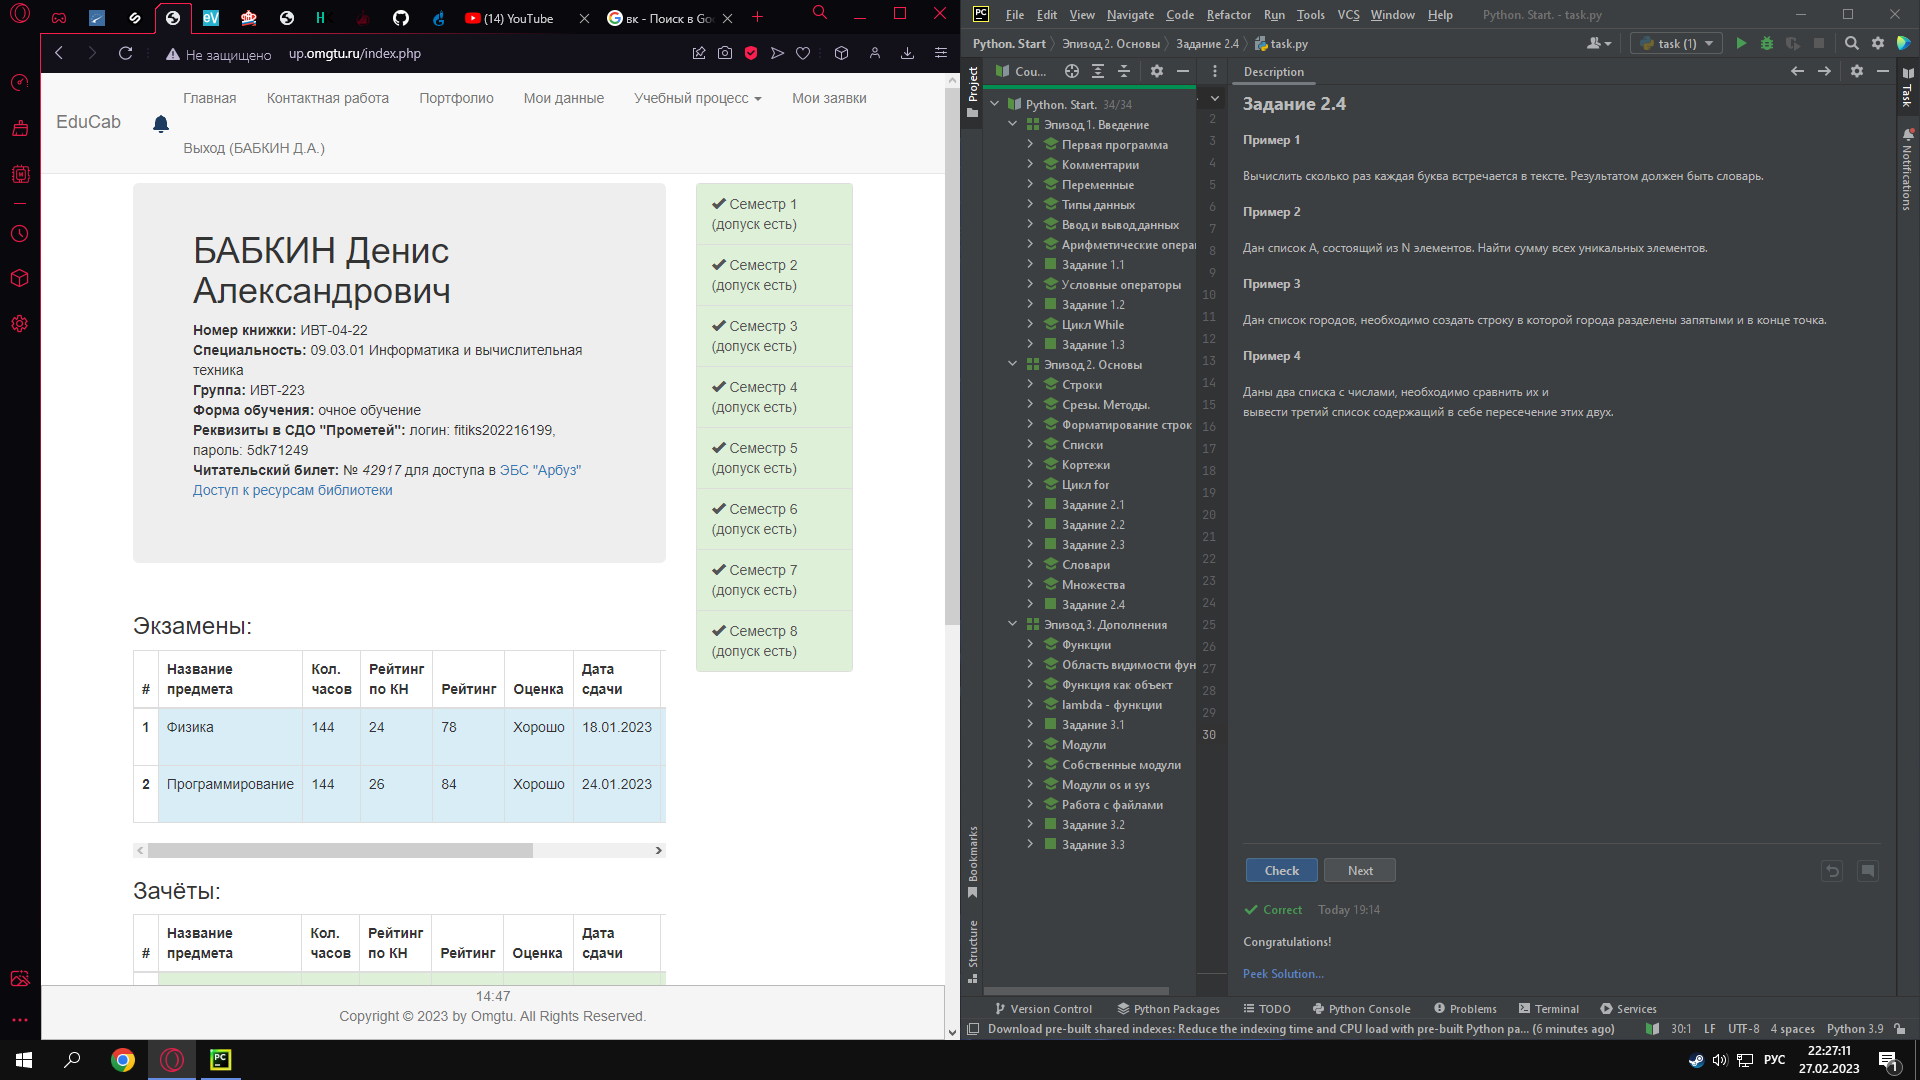 (14) YouTube
вк - Поиск в Goo
Не защищено
up.omgtu.ru/index.php
EduCab
Главная
Контактная работа
Портфолио
Мои данные
Учебный процесс
Мои заявки
Выход (БАБКИН Д.А.)
БАБКИН Денис
Александрович
Номер книжки: ИВТ-04-22
Специальность: 09.03.01 Информатика и вычислительная
техника
Группа: ИВТ-223
Форма обучения: очное обучение
Реквизиты в СДО "Прометей": логин: fitiks202216199,
пароль: 5dk71249
Читательский билет: № 42917 для доступа в ЭБС "Арбуз"
Доступ к ресурсам библиотеки
Семестр 1
(допуск есть)
Семестр 2
(допуск есть)
Семестр 3
(допуск есть)
Семестр 4
(допуск есть)
Семестр 5
(допуск есть)
Семестр 6
(допуск есть)
Семестр 7
(допуск есть)
Семестр 8
(допуск есть)
Экзамены:
# Название предмета Кол. часов Рейтинг по КН Рейтинг Оценка Дата сдачи
1 Физика 144 24 78 Хорошо 18.01.2023
2 Программирование 144 26 84 Хорошо 24.01.2023
Зачёты:
# Название предмета Кол. часов Рейтинг по КН Рейтинг Оценка Дата сдачи
14:47
Copyright © 2023 by Omgtu. All Rights Reserved.
File Edit View Navigate Code Refactor Run Tools VCS Window Help
Python. Start. - task.py
Python. Start
Эпизод 2. Основы
Задание 2.4
task.py
task (1)
Project
Cou...
Description
Python. Start. 34/34
Эпизод 1. Введение
Первая программа
Комментарии
Переменные
Типы данных
Ввод и вывод данных
Арифметические опера
Задание 1.1
Условные операторы
Задание 1.2
Цикл While
Задание 1.3
Эпизод 2. Основы
Строки
Срезы. Методы.
Форматирование строк
Списки
Кортежи
Цикл for
Задание 2.1
Задание 2.2
Задание 2.3
Словари
Множества
Задание 2.4
Эпизод 3. Дополнения
Функции
Область видимости фун
Функция как объект
lambda - функции
Задание 3.1
Модули
Собственные модули
Модули os и sys
Работа с файлами
Задание 3.2
Задание 3.3
2
3
4
5
6
7
8
9
10
11
12
13
14
15
16
17
18
19
20
21
22
23
24
25
26
27
28
29
30
Задание 2.4
Пример 1
Вычислить сколько раз каждая буква встречается в тексте. Результатом должен быть словарь.
Пример 2
Дан список A, состоящий из N элементов. Найти сумму всех уникальных элементов.
Пример 3
Дан список городов, необходимо создать строку в которой города разделены запятыми и в конце точка.
Пример 4
Даны два списка с числами, необходимо сравнить их и
вывести третий список содержащий в себе пересечение этих двух.
Check
Next
Correct
Today 19:14
Congratulations!
Peek Solution...
Task
Notifications
Bookmarks
Structure
Version Control
Python Packages
TODO
Python Console
Problems
Terminal
Services
Download pre-built shared indexes: Reduce the indexing time and CPU load with pre-built Python pa... (6 minutes ago)
30:1 LF UTF-8 4 spaces Python 3.9
РУС
22:27:11
27.02.2023
1